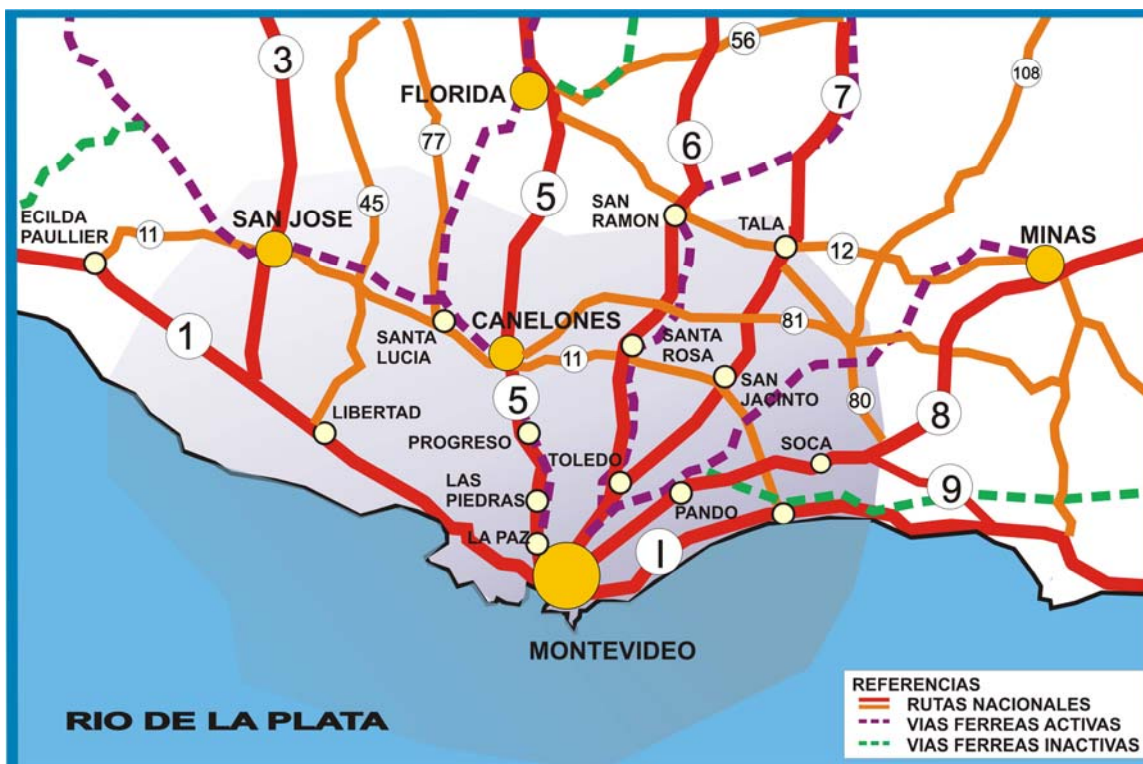 56
3
7
108
FLORIDA
77
6
5
45
SAN
RAMON
ECILDA
PAULLIER
11
SAN JOSE
TALA
12
MINAS
1
SANTA
LUCIA
CANELONES
81
11
SANTA
ROSA
SAN
JACINTO
5
80
8
LIBERTAD
PROGRESO
TOLEDO
SOCA
LAS
PIEDRAS
9
PANDO
LA PAZ
I
MONTEVIDEO
RIO DE LA PLATA
REFERENCIAS
RUTAS NACIONALES
VIAS FERREAS ACTIVAS
VIAS FERREAS INACTIVAS